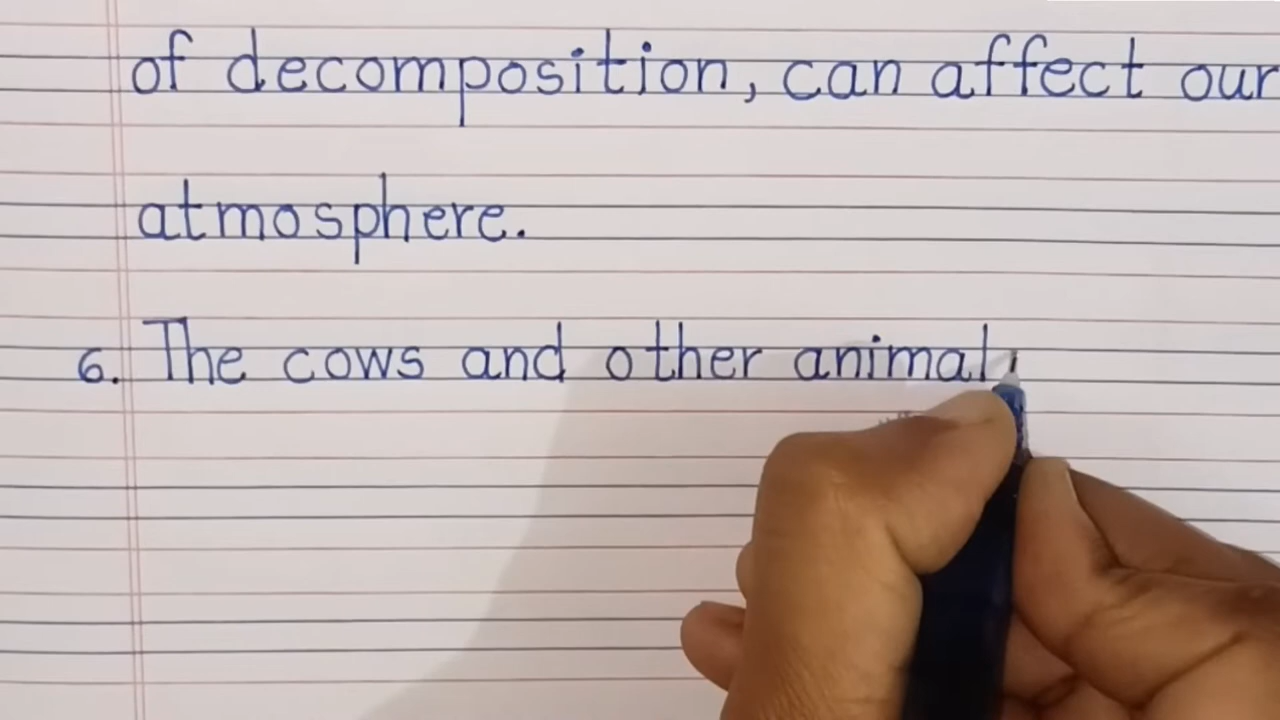 of decomposition, can affect our
atmosphere.
6. The cows and other animal